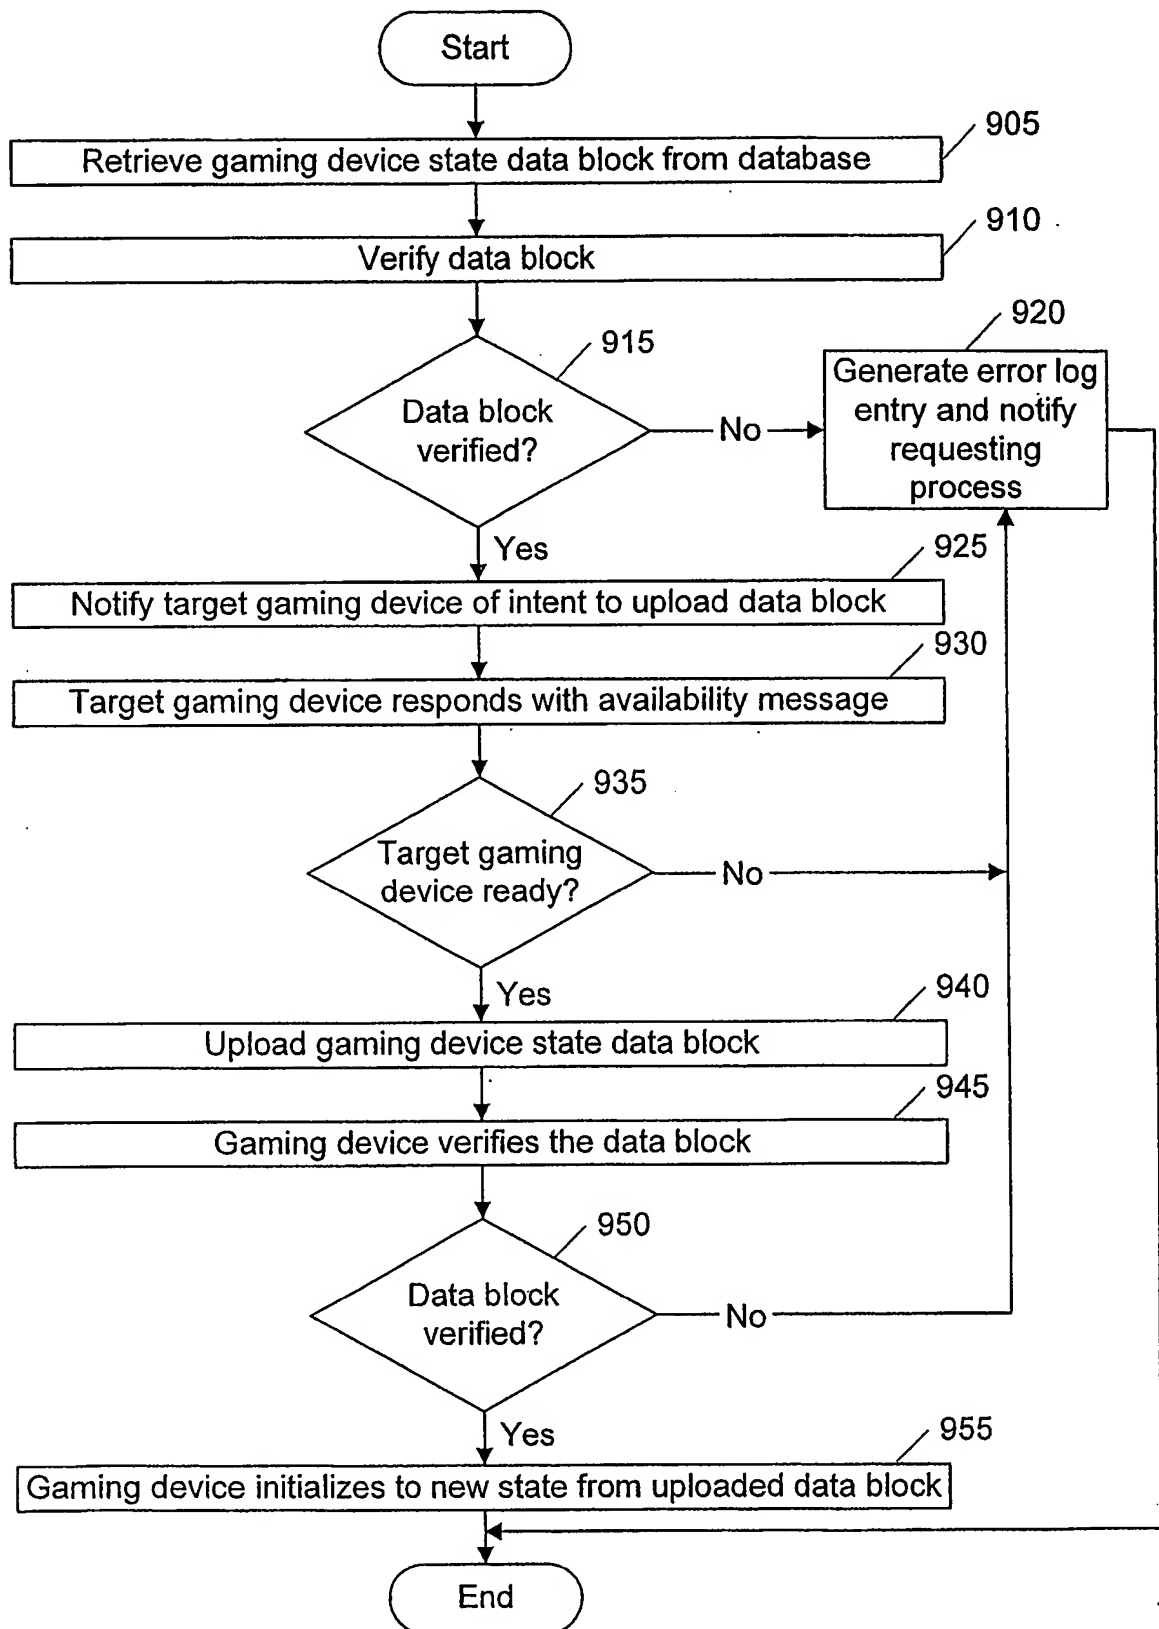 Start
905
Retrieve gaming device state data block from database
910
Verify data block
915
Data block
verified?
No
920
Generate error log
entry and notify
requesting
process
Yes
925
Notify target gaming device of intent to upload data block
930
Target gaming device responds with availability message
935
Target gaming
device ready?
No
Yes
940
Upload gaming device state data block
945
Gaming device verifies the data block
950
Data block
verified?
No
Yes
955
Gaming device initializes to new state from uploaded data block
End